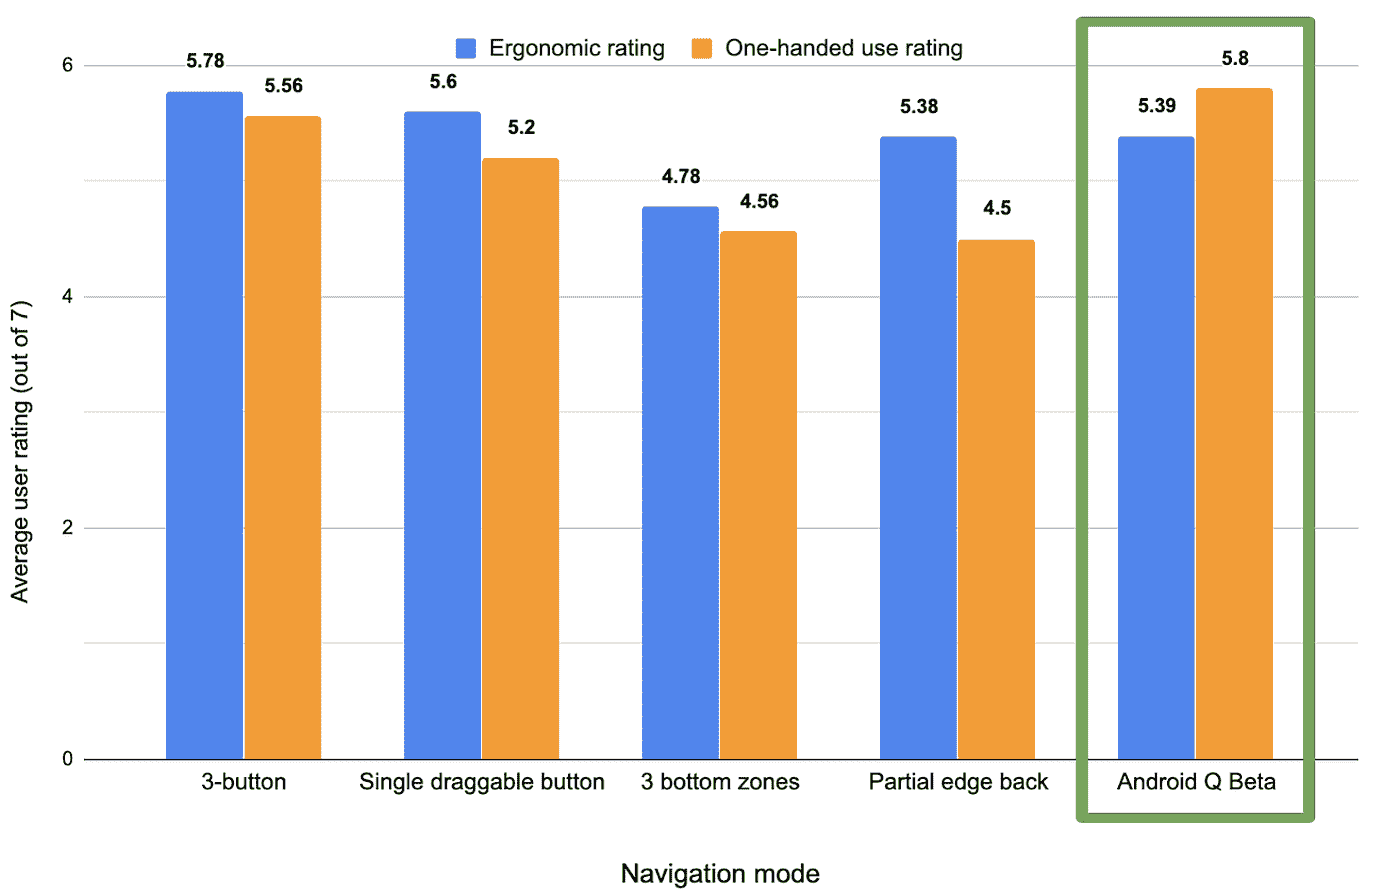 Ergonomic rating One-handed use rating
6
4
2
0
Average user rating (out of 7)
5.78
5.56
5.6
5.2
4.78
4.56
5.38
4.5
5.39
5.8
3-button
Single draggable button
3 bottom zones
Partial edge back
Android Q Beta
Navigation mode